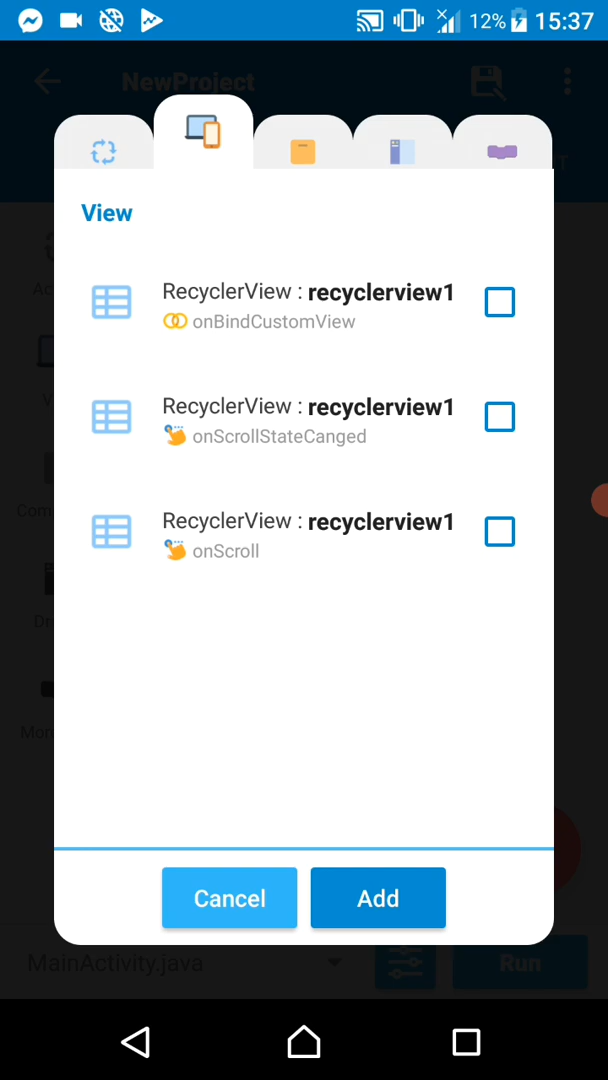 12% 15:37
NewProject
View
RecyclerView : recyclerview1
onBindCustomView
RecyclerView : recyclerview1
onScrollStateCanged
RecyclerView : recyclerview1
onScroll
Cancel
Add
MainActivity.java
Run